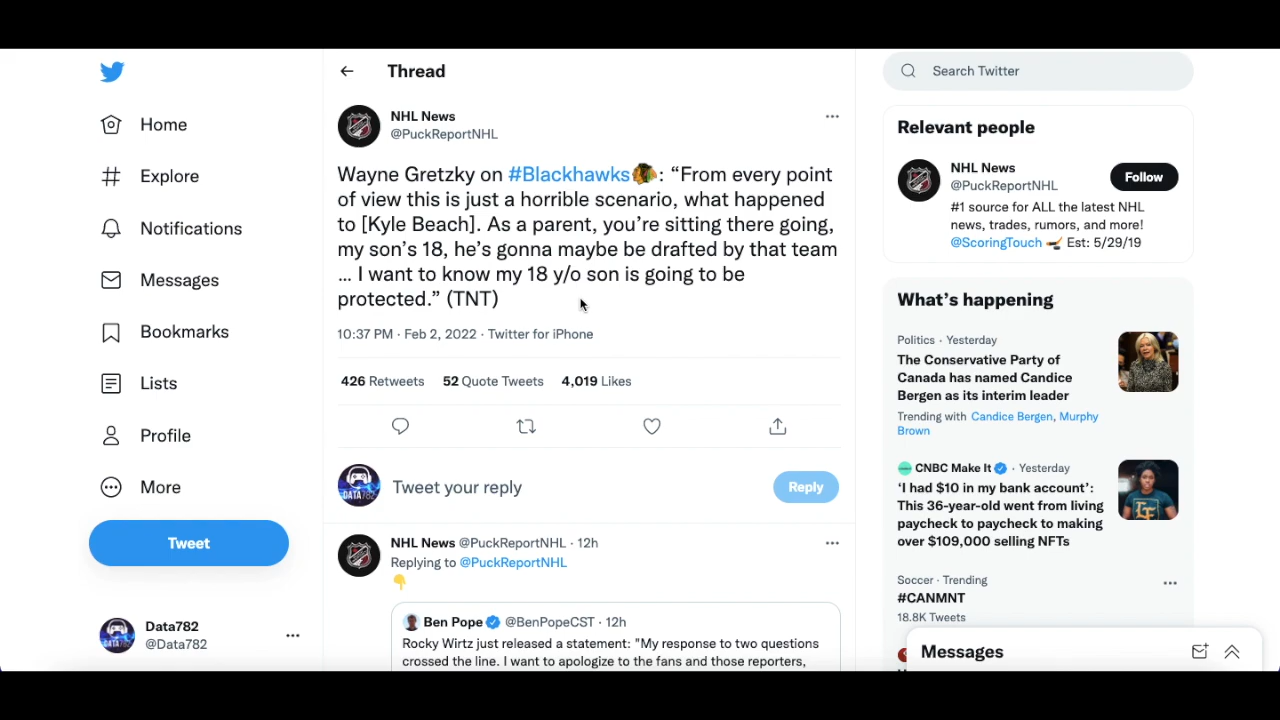 Home
Explore
Notifications
Messages
Bookmarks
Lists
Profile
More
Tweet
Data782
@Data782
Thread
NHL News
@PuckReportNHL
Wayne Gretzky on #Blackhawks: “From every point
of view this is just a horrible scenario, what happened
to [Kyle Beach]. As a parent, you’re sitting there going,
my son’s 18, he’s gonna maybe be drafted by that team
… I want to know my 18 y/o son is going to be
protected.” (TNT)
10:37 PM · Feb 2, 2022 · Twitter for iPhone
426 Retweets 52 Quote Tweets 4,019 Likes
DATA782
Tweet your reply
Reply
NHL News @PuckReportNHL · 12h
Replying to @PuckReportNHL
Ben Pope @BenPopeCST · 12h
Rocky Wirtz just released a statement: "My response to two questions
crossed the line. I want to apologize to the fans and those reporters,
Search Twitter
Relevant people
NHL News
@PuckReportNHL
Follow
#1 source for ALL the latest NHL
news, trades, rumors, and more!
@ScoringTouch Est: 5/29/19
What’s happening
Politics · Yesterday
The Conservative Party of
Canada has named Candice
Bergen as its interim leader
Trending with Candice Bergen, Murphy
Brown
CNBC Make It · Yesterday
‘I had $10 in my bank account’:
This 36-year-old went from living
paycheck to paycheck to making
over $109,000 selling NFTs
Soccer · Trending
#CANMNT
18.8K Tweets
Messages